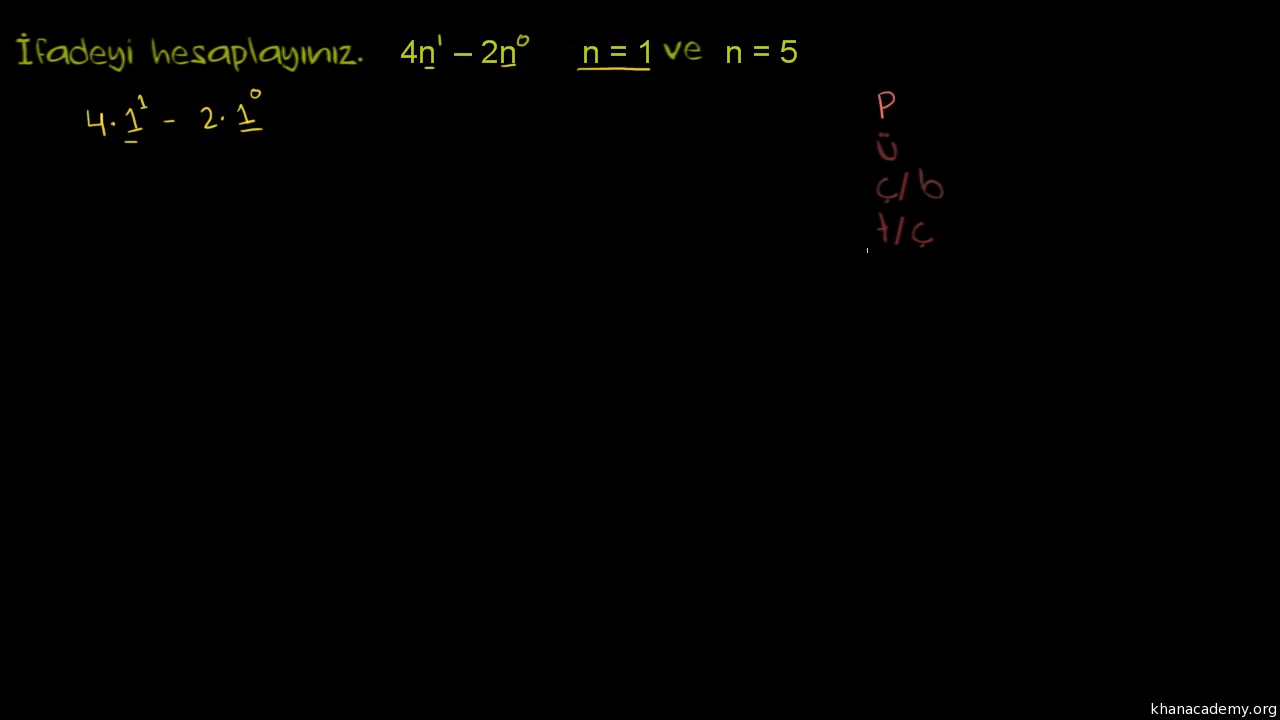 İfadeyi hesaplayınız. 4n¹ – 2n⁰ n = 1 ve n = 5
4 · 1¹ - 2 · 1⁰
P
Ü
Ç/b
t/Ç
khanacademy.org